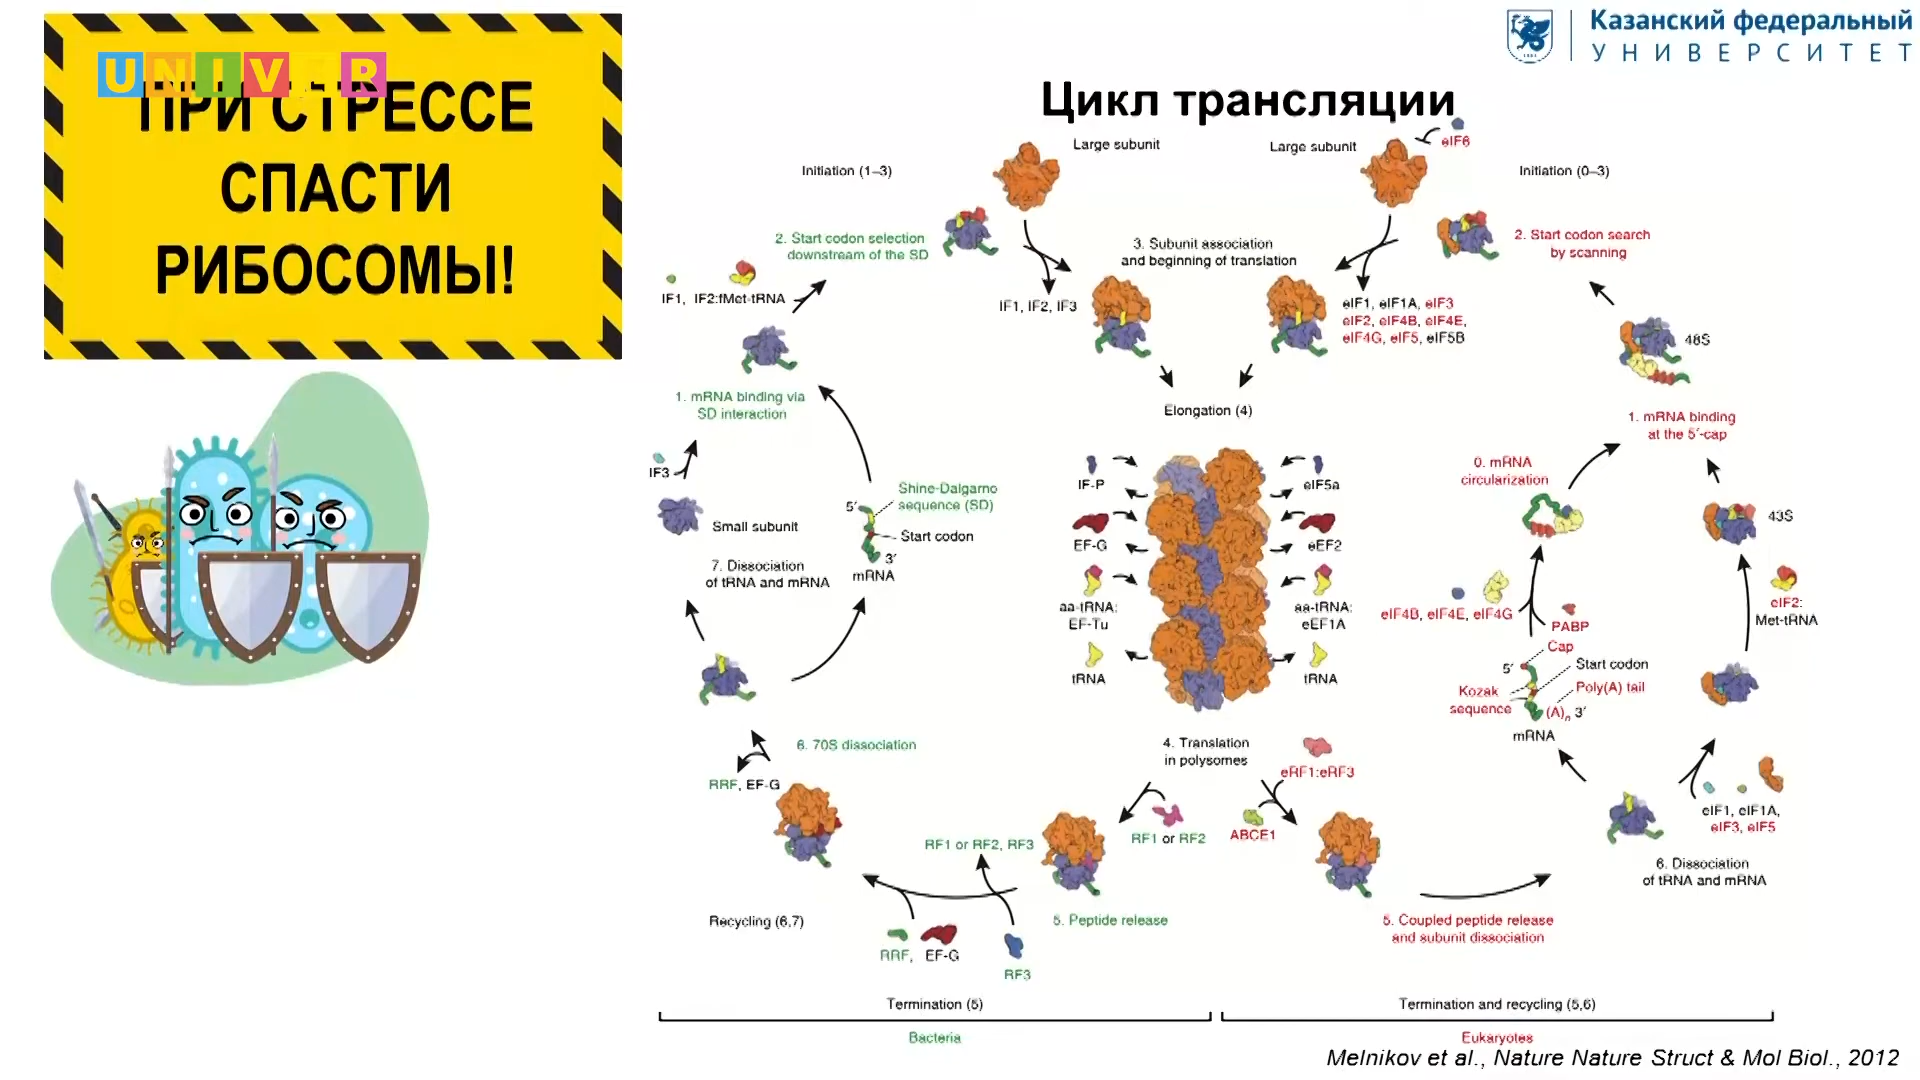 UNIVER
ПРИ СТРЕССЕ
СПАСТИ
РИБОСОМЫ!
Казанский федеральный
УНИВЕРСИТЕТ
Цикл трансляции
Large subunit
Large subunit
eIF6
Initiation (1–3)
Initiation (0–3)
2. Start codon selection
downstream of the SD
3. Subunit association
and beginning of translation
2. Start codon search
by scanning
IF1, IF2:fMet-tRNA
IF1, IF2, IF3
eIF1, eIF1A, eIF3
eIF2, eIF4B, eIF4E,
eIF4G, eIF5, eIF5B
48S
1. mRNA binding via
SD interaction
Elongation (4)
1. mRNA binding
at the 5′-cap
IF3
Small subunit
7. Dissociation
of tRNA and mRNA
5′
Shine-Dalgarno
sequence (SD)
Start codon
3′
mRNA
IF-P
EF-G
aa-tRNA:
EF-Tu
tRNA
eIF5a
eEF2
aa-tRNA:
eEF1A
tRNA
0. mRNA
circularization
43S
eIF4B, eIF4E, eIF4G
PABP
eIF2:
Met-tRNA
Cap
5′
Start codon
Kozak
sequence
Poly(A) tail
(A)n 3′
mRNA
6. 70S dissociation
RRF, EF-G
4. Translation
in polysomes
eRF1:eRF3
RF1 or RF2, RF3
RF1 or RF2
ABCE1
eIF1, eIF1A,
eIF3, eIF5
6. Dissociation
of tRNA and mRNA
Recycling (6,7)
RRF, EF-G
RF3
5. Peptide release
5. Coupled peptide release
and subunit dissociation
Termination (5)
Termination and recycling (5,6)
Bacteria
Eukaryotes
Melnikov et al., Nature Nature Struct & Mol Biol., 2012